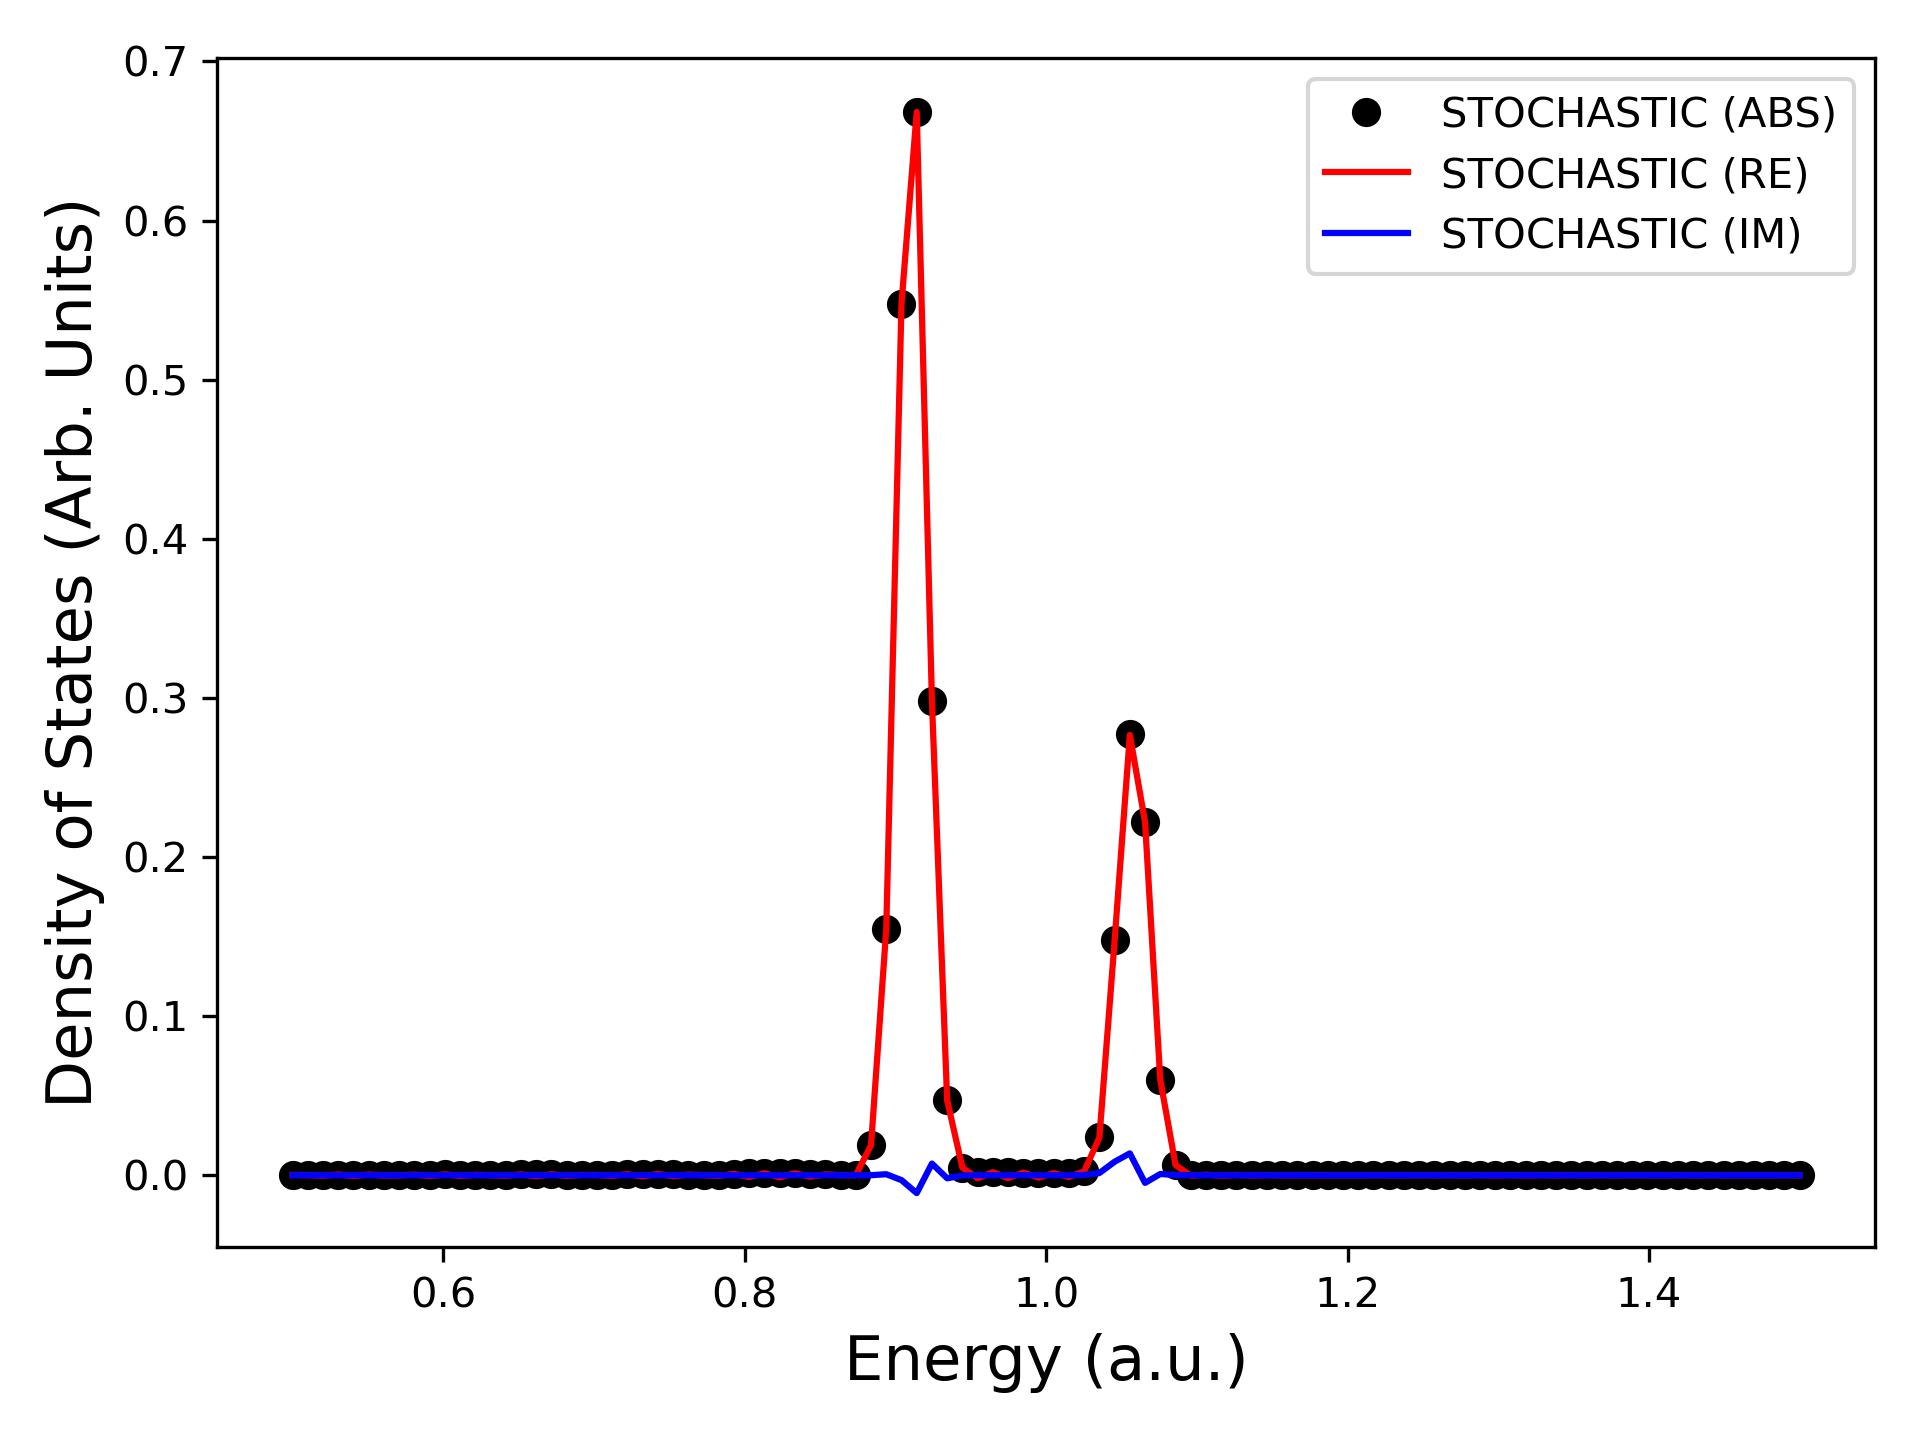 0.7
0.6
0.5
0.4
0.3
0.2
0.1
0.0
Density of States (Arb. Units)
STOCHASTIC (ABS)
STOCHASTIC (RE)
STOCHASTIC (IM)
0.6 0.8 1.0 1.2 1.4
Energy (a.u.)